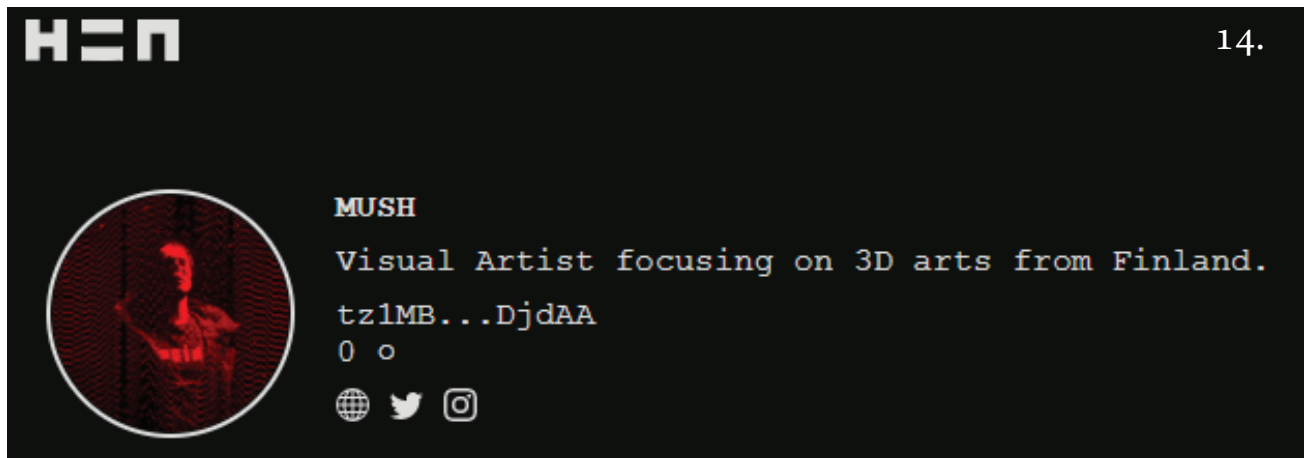 H=N
14.
MUSH
Visual Artist focusing on 3D arts from Finland.
tz1MB...DjdAA
0 o